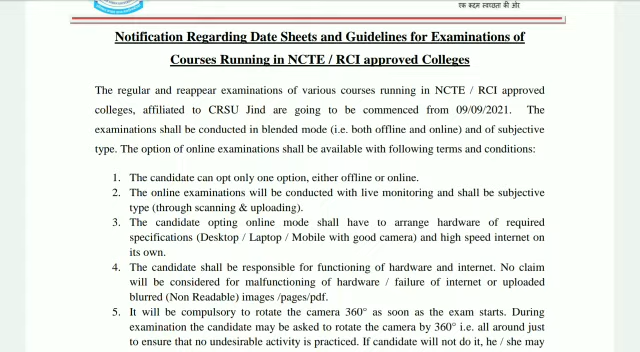 एक कदम स्वच्छता की ओर
Notification Regarding Date Sheets and Guidelines for Examinations of
Courses Running in NCTE / RCI approved Colleges
The regular and reappear examinations of various courses running in NCTE / RCI approved
colleges, affiliated to CRSU Jind are going to be commenced from 09/09/2021. The
examinations shall be conducted in blended mode (i.e. both offline and online) and of subjective
type. The option of online examinations shall be available with following terms and conditions:
1. The candidate can opt only one option, either offline or online.
2. The online examinations will be conducted with live monitoring and shall be subjective
type (through scanning & uploading).
3. The candidate opting online mode shall have to arrange hardware of required
specifications (Desktop / Laptop / Mobile with good camera) and high speed internet on
its own.
4. The candidate shall be responsible for functioning of hardware and internet. No claim
will be considered for malfunctioning of hardware / failure of internet or uploaded
blurred (Non Readable) images /pages/pdf.
5. It will be compulsory to rotate the camera 360° as soon as the exam starts. During
examination the candidate may be asked to rotate the camera by 360° i.e. all around just
to ensure that no undesirable activity is practiced. If candidate will not do it, he / she may